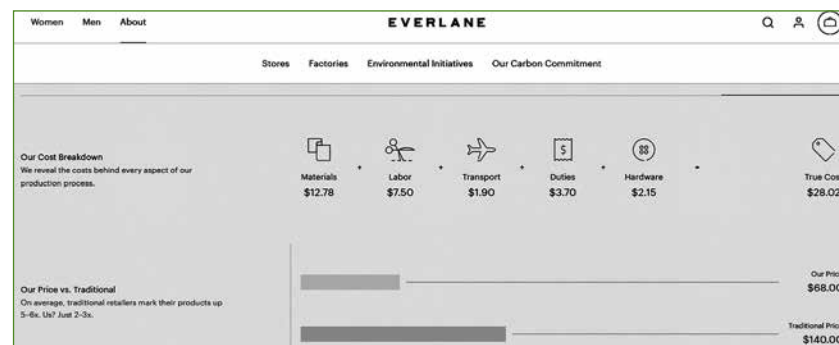 Women Men About EVERLANE
Stores Factories Environmental Initiatives Our Carbon Commitment
Our Cost Breakdown
We reveal the costs behind every aspect of our
production process.
Materials + Labor + Transport + Duties + Hardware = True Cos
$12.78 $7.50 $1.90 $3.70 $2.15 $28.02
Our Price vs. Traditional
On average, traditional retailers mark their products up
5–6x. Us? Just 2–3x.
Our Pric
$68.00
Traditional Pric
$140.00